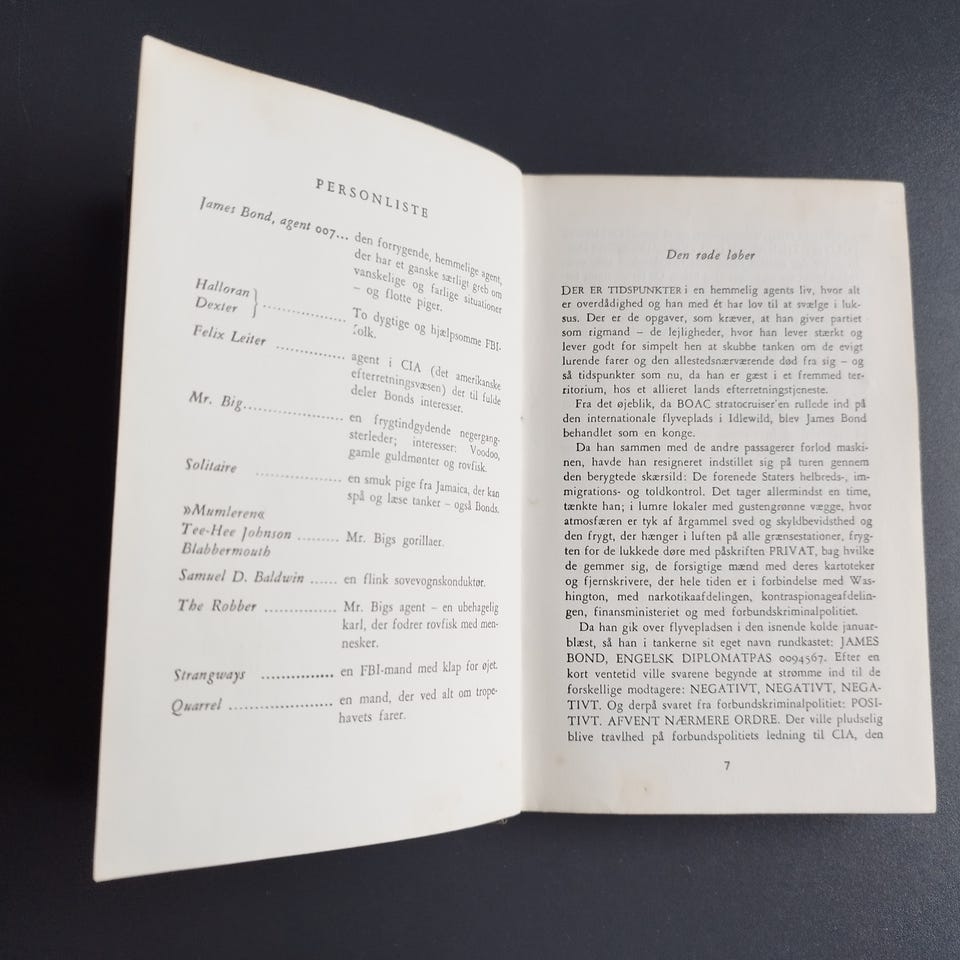 PERSONLISTE
James Bond, agent 007... den forrygende, hemmelige agent,
der har et ganske særligt greb om
vanskelige og farlige situationer
– og flotte piger.
Halloran }
Dexter } .............. To dygtige og hjælpsomme FBI-
folk.
Felix Leiter .............. agent i CIA (det amerikanske
efterretningsvæsen) der til fulde
deler Bonds interesser.
Mr. Big.................... en frygtindgydende negergang-
sterleder; interesser: Voodoo,
gamle guldmønter og rovfisk.
Solitaire .................. en smuk pige fra Jamaica, der kan
spå og læse tanker – også Bonds.
»Mumleren«
Tee-Hee Johnson ......... Mr. Bigs gorillaer.
Blabbermouth
Samuel D. Baldwin ...... en flink sovevognskonduktør.
The Robber ............... Mr. Bigs agent – en ubehagelig
karl, der fodrer rovfisk med men-
nesker.
Strangways ............... en FBI-mand med klap for øjet.
Quarrel ..................... en mand, der ved alt om trope-
havets farer.
Den røde løber
DER ER TIDSPUNKTER i en hemmelig agents liv, hvor alt
er overdådighed og han med ét har lov til at svælge i luk-
sus. Der er de opgaver, som kræver, at han giver partiet
som rigmand – de lejligheder, hvor han lever stærkt og
lever godt for simpelt hen at skubbe tanken om de evigt
lurende farer og den allestedsnærværende død fra sig – og
så tidspunkter som nu, da han er gæst i et fremmed ter-
ritorium, hos et allieret lands efterretningstjeneste.
Fra det øjeblik, da BOAC stratocruiser'en rullede ind på
den internationale flyveplads i Idlewild, blev James Bond
behandlet som en konge.
Da han sammen med de andre passagerer forlod maski-
nen, havde han resigneret indstillet sig på turen gennem
den berygtede skærsild: De forenede Staters helbreds-, im-
migrations- og toldkontrol. Det tager allermindst en time,
tænkte han; i lumre lokaler med gustengrønne vægge, hvor
atmosfæren er tyk af årgammel sved og skyldbevidsthed og
den frygt, der hænger i luften på alle grænsestationer, fryg-
ten for de lukkede døre med påskriften PRIVAT, bag hvilke
de gemmer sig, de forsigtige mænd med deres kartoteker
og fjernskrivere, der hele tiden er i forbindelse med Was-
hington, med narkotikaafdelingen, kontraspionageafdelin-
gen, finansministeriet og med forbundskriminalpolitiet.
Da han gik over flyvepladsen i den isnende kolde januar-
blæst, så han i tankerne sit eget navn rundkastet: JAMES
BOND, ENGELSK DIPLOMATPAS 0094567. Efter en
kort ventetid ville svarene begynde at strømme ind til de
forskellige modtagere: NEGATIVT, NEGATIVT, NEGA-
TIVT. Og derpå svaret fra forbundskriminalpolitiet: POSI-
TIVT. AFVENT NÆRMERE ORDRE. Der ville pludselig
blive travlhed på forbundspolitiets ledning til CIA, den
7